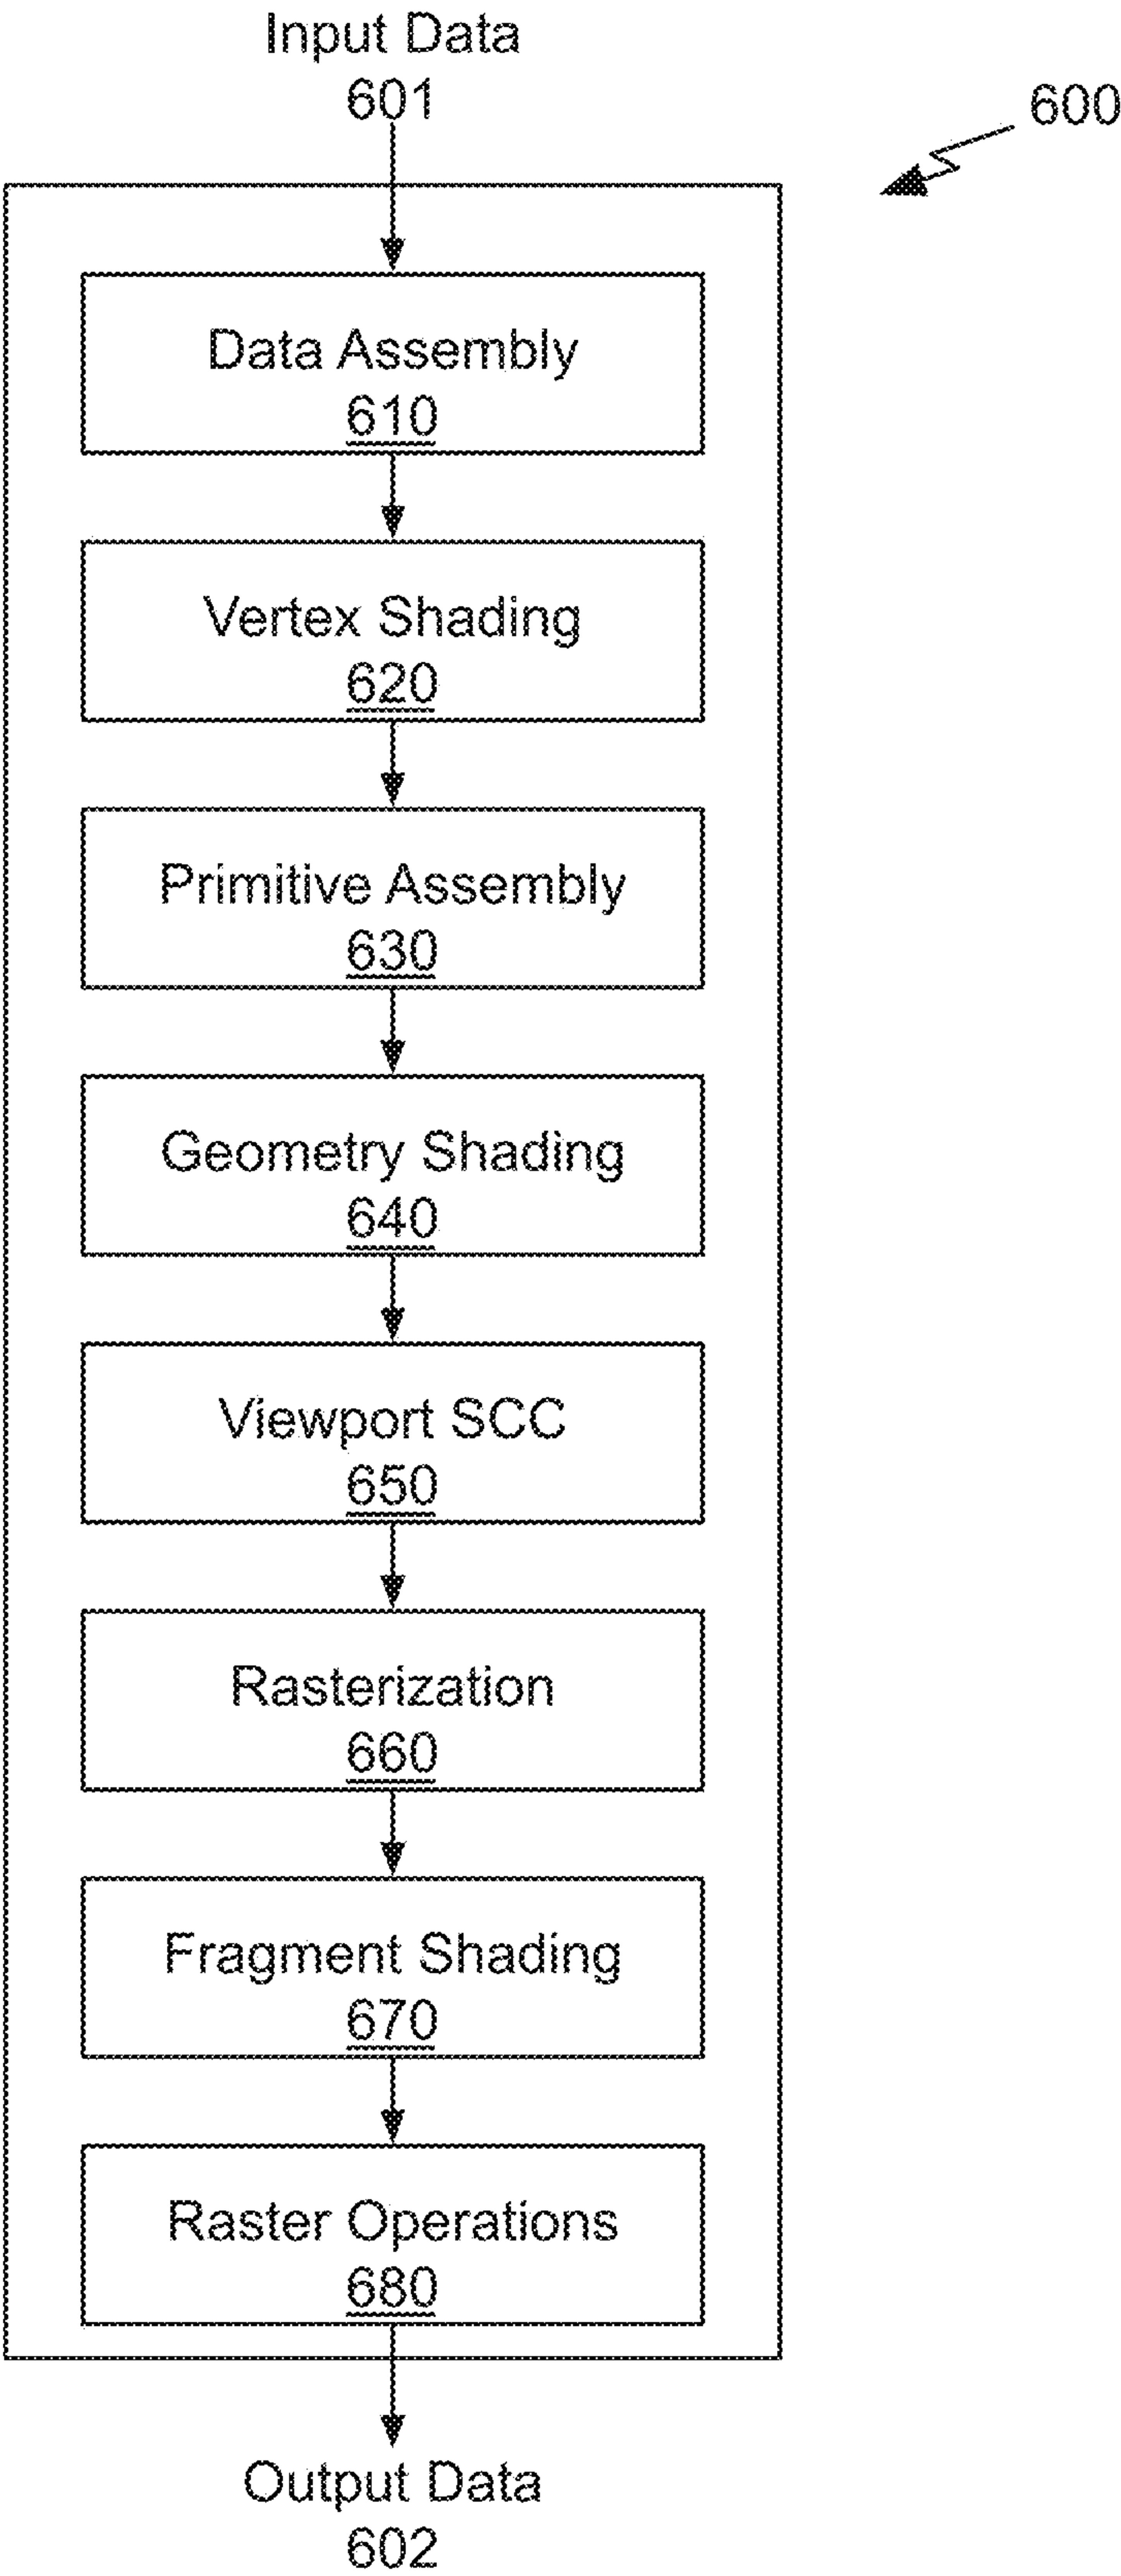 Input Data
601
600
Data Assembly
610
Vertex Shading
620
Primitive Assembly
630
Geometry Shading
640
Viewport SCC
650
Rasterization
660
Fragment Shading
670
Raster Operations
680
Output Data
602